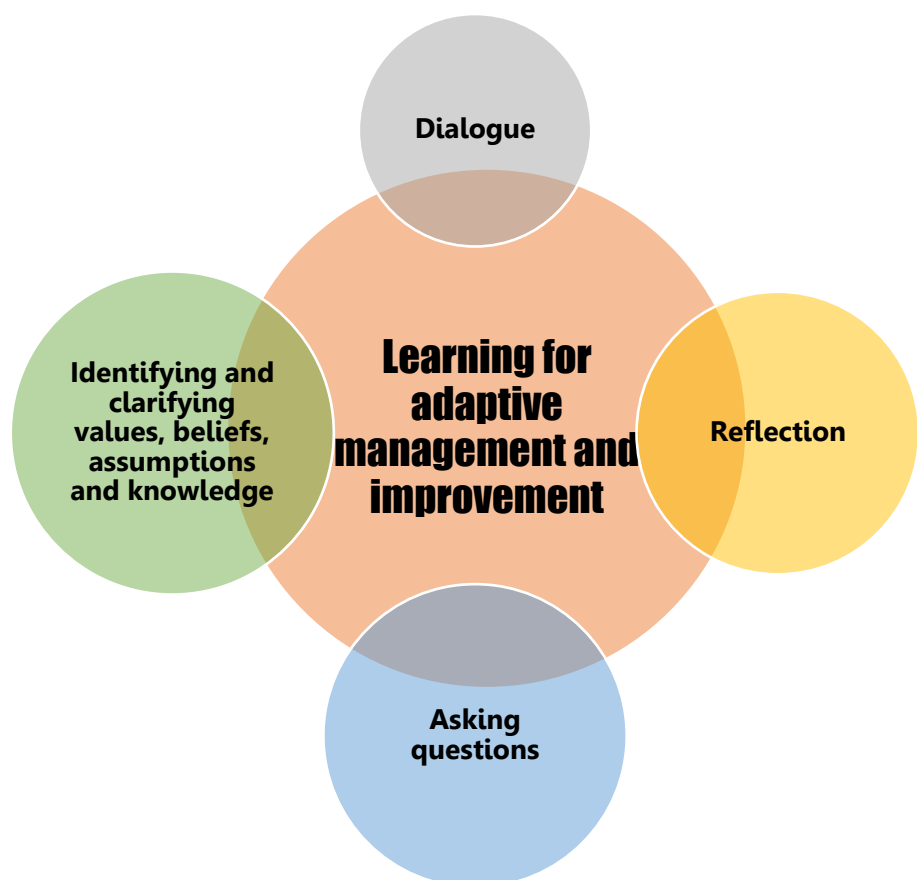 Dialogue
Identifying and
clarifying
values, beliefs,
assumptions
and knowledge
Learning for
adaptive
management and
improvement
Reflection
Asking
questions